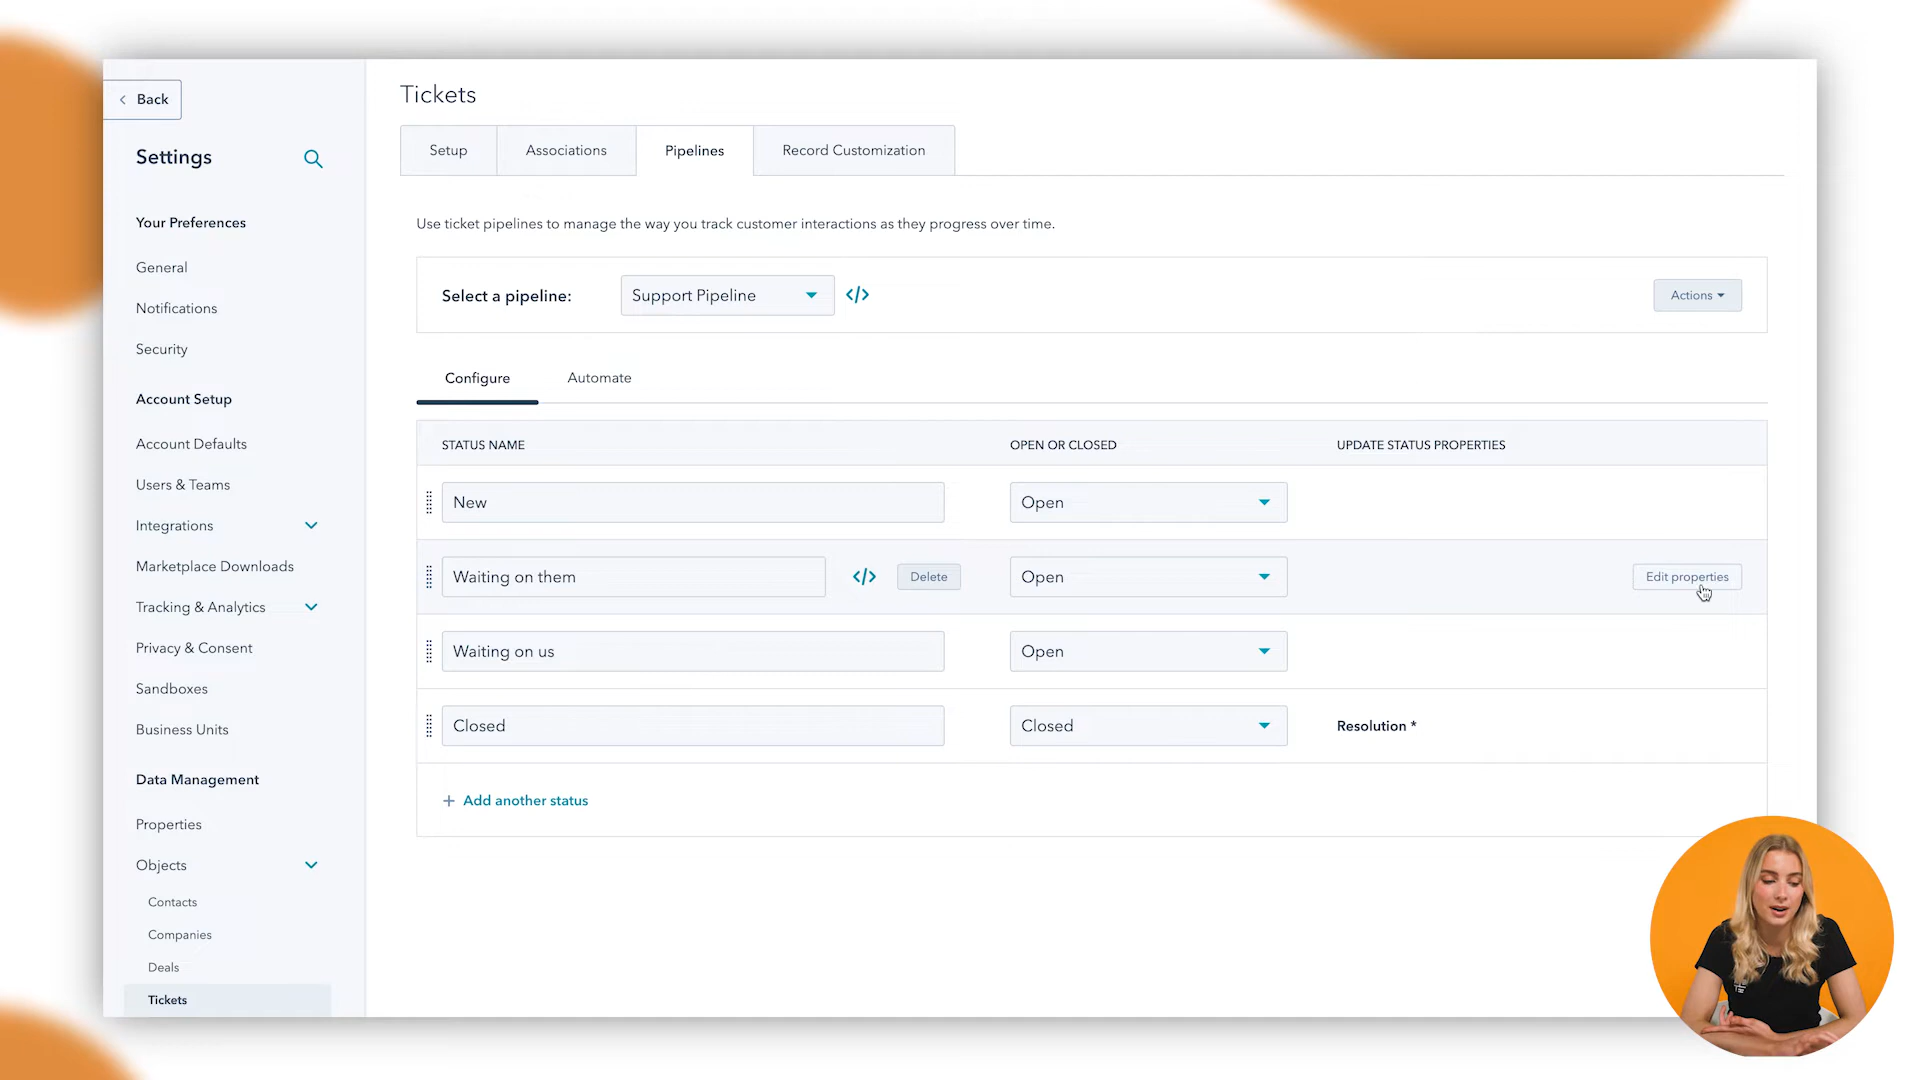 Back
Settings
Your Preferences
General
Notifications
Security
Account Setup
Account Defaults
Users & Teams
Integrations
Marketplace Downloads
Tracking & Analytics
Privacy & Consent
Sandboxes
Business Units
Data Management
Properties
Objects
Contacts
Companies
Deals
Tickets
Tickets
Setup Associations Pipelines Record Customization
Use ticket pipelines to manage the way you track customer interactions as they progress over time.
Select a pipeline: Support Pipeline </> Actions
Configure Automate
STATUS NAME OPEN OR CLOSED UPDATE STATUS PROPERTIES
New Open
Waiting on them </> Delete Open Edit properties
Waiting on us Open
Closed Closed Resolution *
+ Add another status